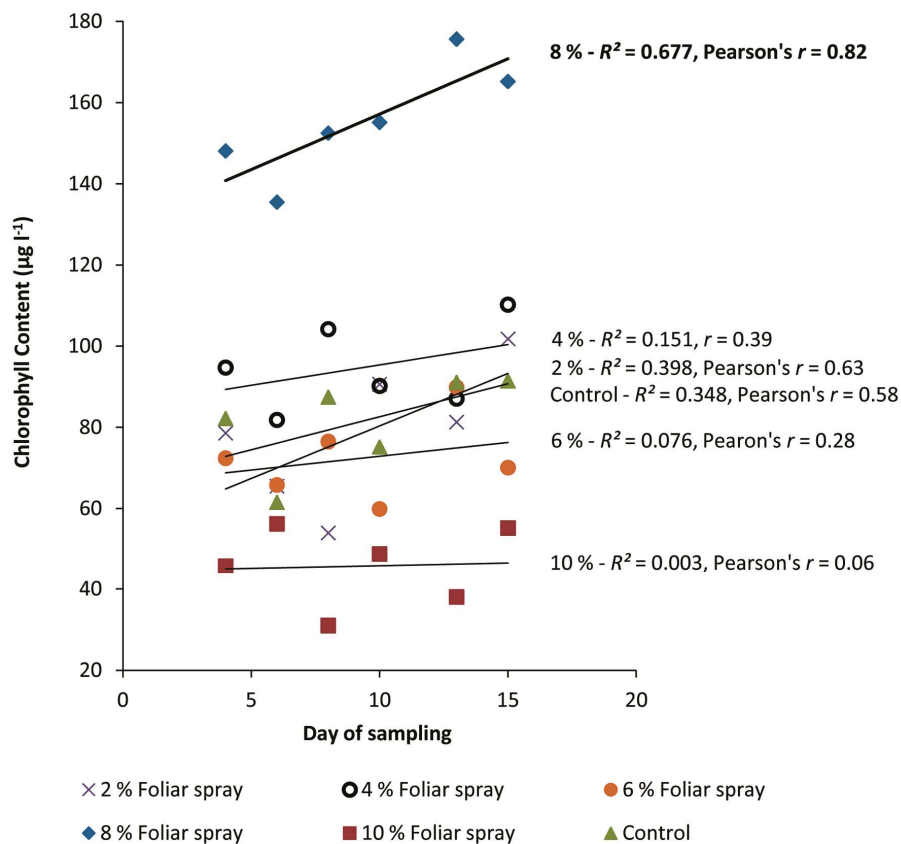 180
160
140
120
100
80
60
40
20
0
5
10
15
20
Chlorophyll Content (µg l⁻¹)
Day of sampling
8 % - R² = 0.677, Pearson's r = 0.82
4 % - R² = 0.151, r = 0.39
2 % - R² = 0.398, Pearson's r = 0.63
Control - R² = 0.348, Pearson's r = 0.58
6 % - R² = 0.076, Pearon's r = 0.28
10 % - R² = 0.003, Pearson's r = 0.06
2 % Foliar spray
4 % Foliar spray
6 % Foliar spray
8 % Foliar spray
10 % Foliar spray
Control